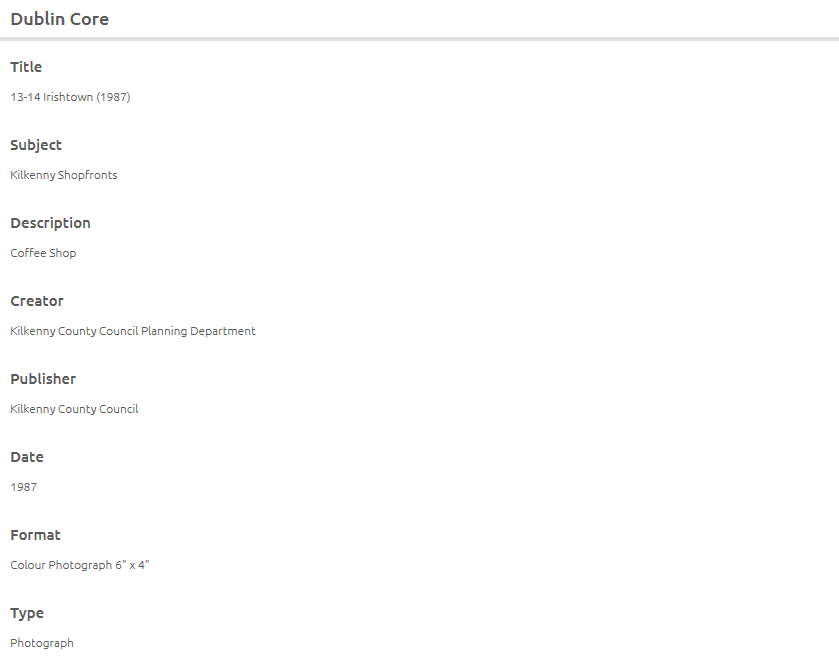 Dublin Core
Title
13-14 Irishtown (1987)
Subject
Kilkenny Shopfronts
Description
Coffee Shop
Creator
Kilkenny County Council Planning Department
Publisher
Kilkenny County Council
Date
1987
Format
Colour Photograph 6" x 4"
Type
Photograph